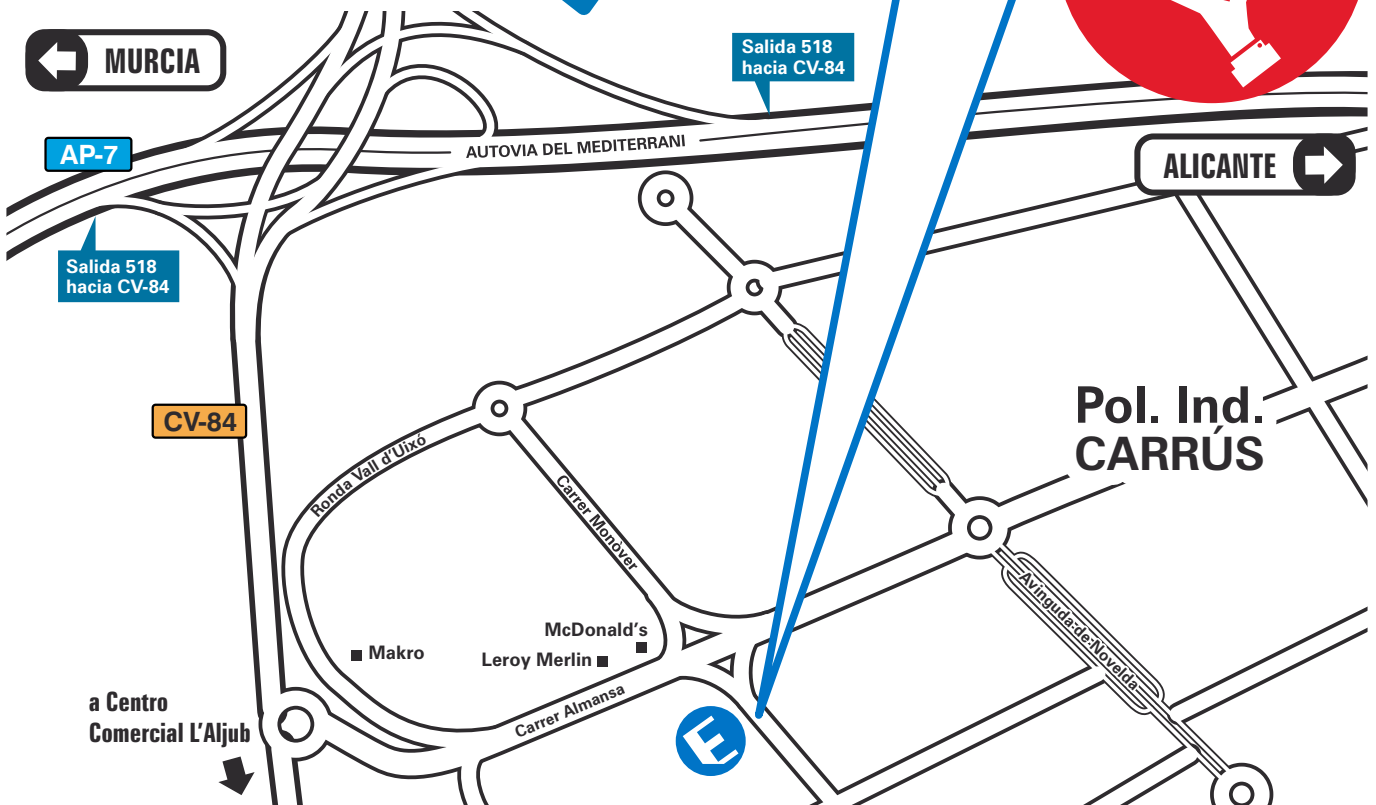 MURCIA
Salida 518
hacia CV-84
AP-7
AUTOVIA DEL MEDITERRANI
ALICANTE
Salida 518
hacia CV-84
CV-84
Pol. Ind.
CARRÚS
Ronda Vall d'Uixó
Carrer Monòver
Avinguda de Novelda
McDonald's
Makro
Leroy Merlin
Carrer Almansa
a Centro
Comercial L'Aljub
E